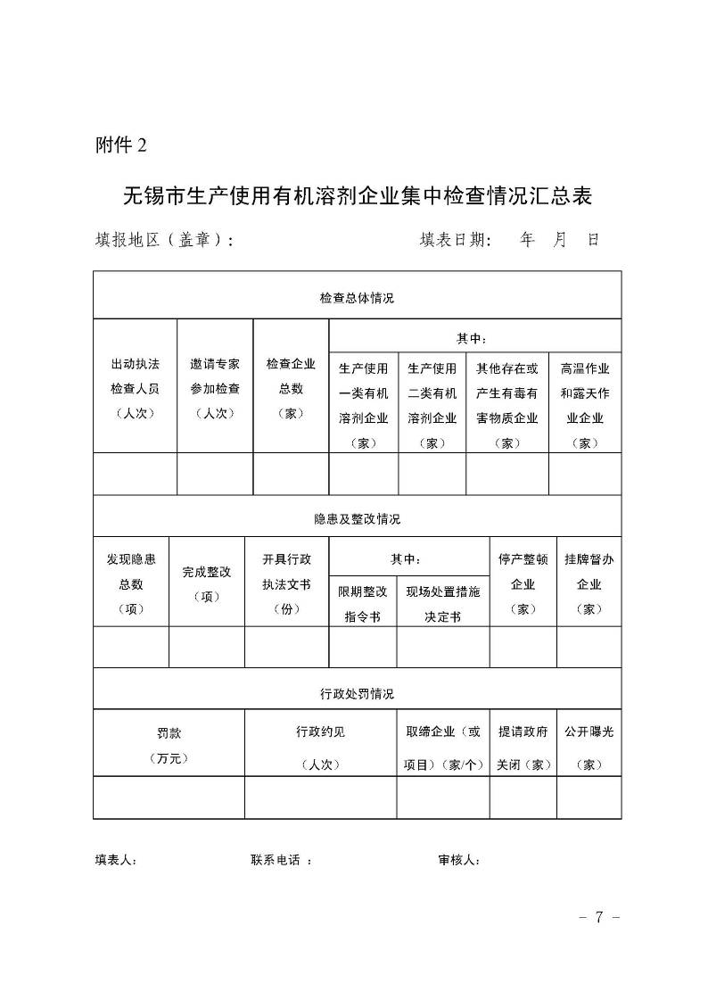 附件 2
无锡市生产使用有机溶剂企业集中检查情况汇总表
填报地区（盖章）: 填表日期: 年 月 日
检查总体情况
出动执法
检查人员
（人次）
邀请专家
参加检查
（人次）
检查企业
总数
（家）
其中:
生产使用
一类有机
溶剂企业
（家）
生产使用
二类有机
溶剂企业
（家）
其他存在或
产生有毒有
害物质企业
（家）
高温作业
和露天作
业企业
（家）
隐患及整改情况
发现隐患
总数
（项）
完成整改
（项）
开具行政
执法文书
（份）
其中:
限期整改
指令书
现场处置措施
决定书
停产整顿
企业
（家）
挂牌督办
企业
（家）
行政处罚情况
罚款
（万元）
行政约见
（人次）
取缔企业（或
项目）（家/个）
提请政府
关闭（家）
公开曝光
（家）
填表人: 联系电话 : 审核人:
- 7 -